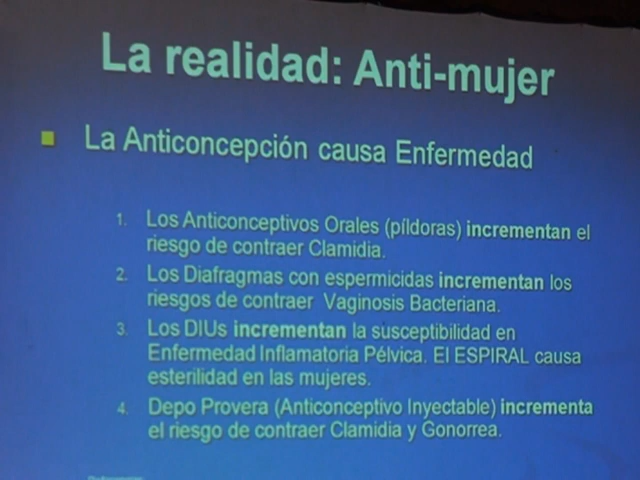 La realidad: Anti-mujer
La Anticoncepción causa Enfermedad
1. Los Anticonceptivos Orales (píldoras) incrementan el
riesgo de contraer Clamidia.
2. Los Diafragmas con espermicidas incrementan los
riesgos de contraer Vaginosis Bacteriana.
3. Los DIUs incrementan la susceptibilidad en
Enfermedad Inflamatoria Pélvica. El ESPIRAL causa
esterilidad en las mujeres.
4. Depo Provera (Anticonceptivo Inyectable) incrementa
el riesgo de contraer Clamidia y Gonorrea.